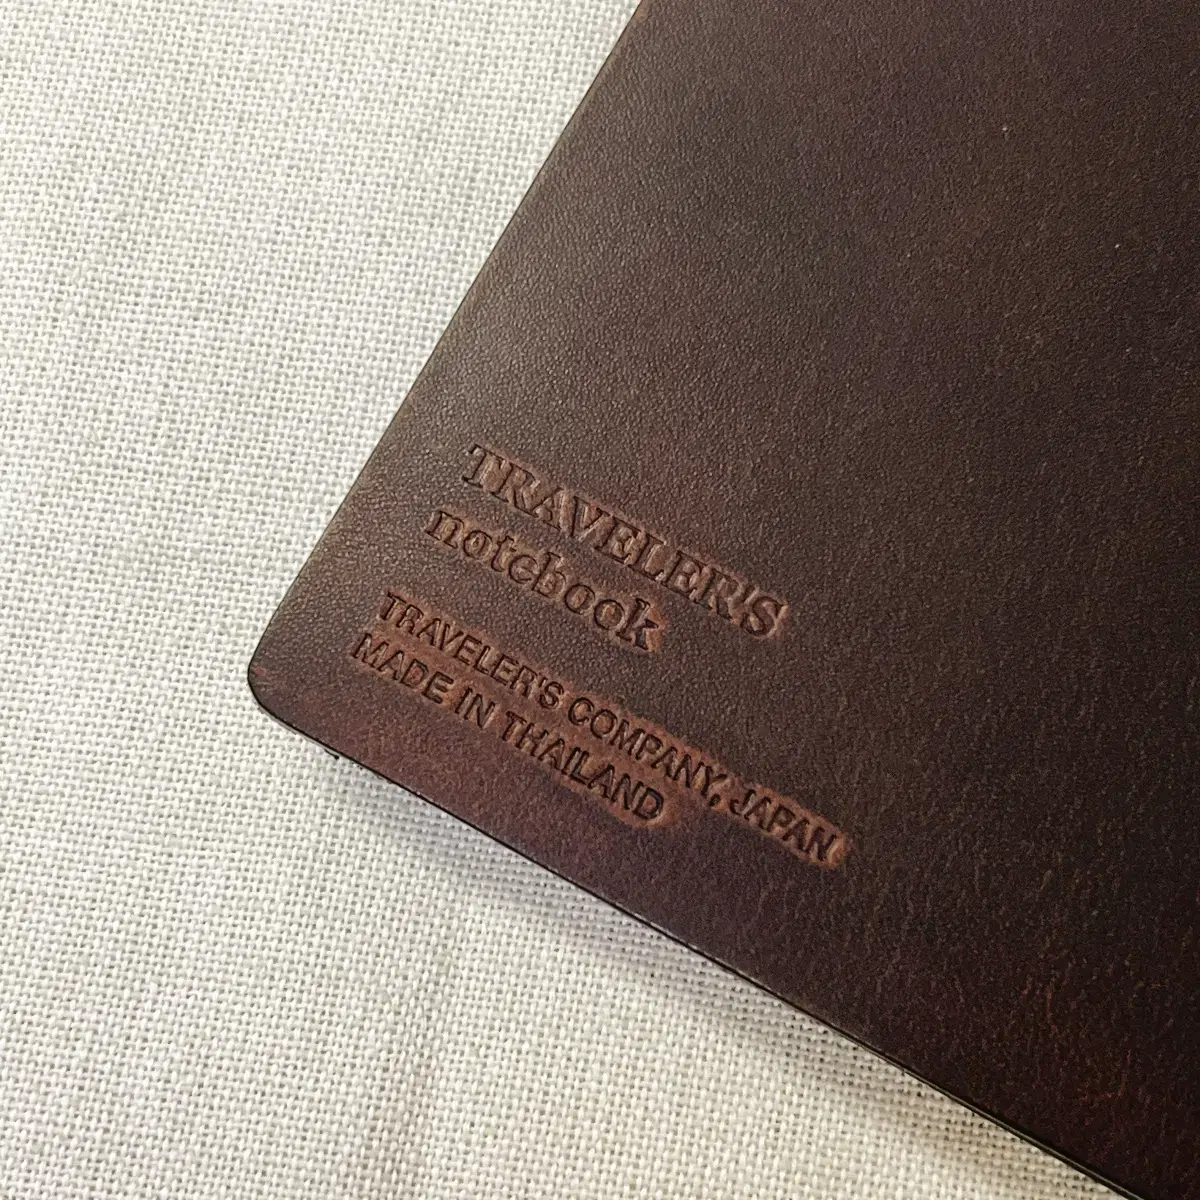 TRAVELER'S
notebook
TRAVELER'S COMPANY, JAPAN
MADE IN THAILAND